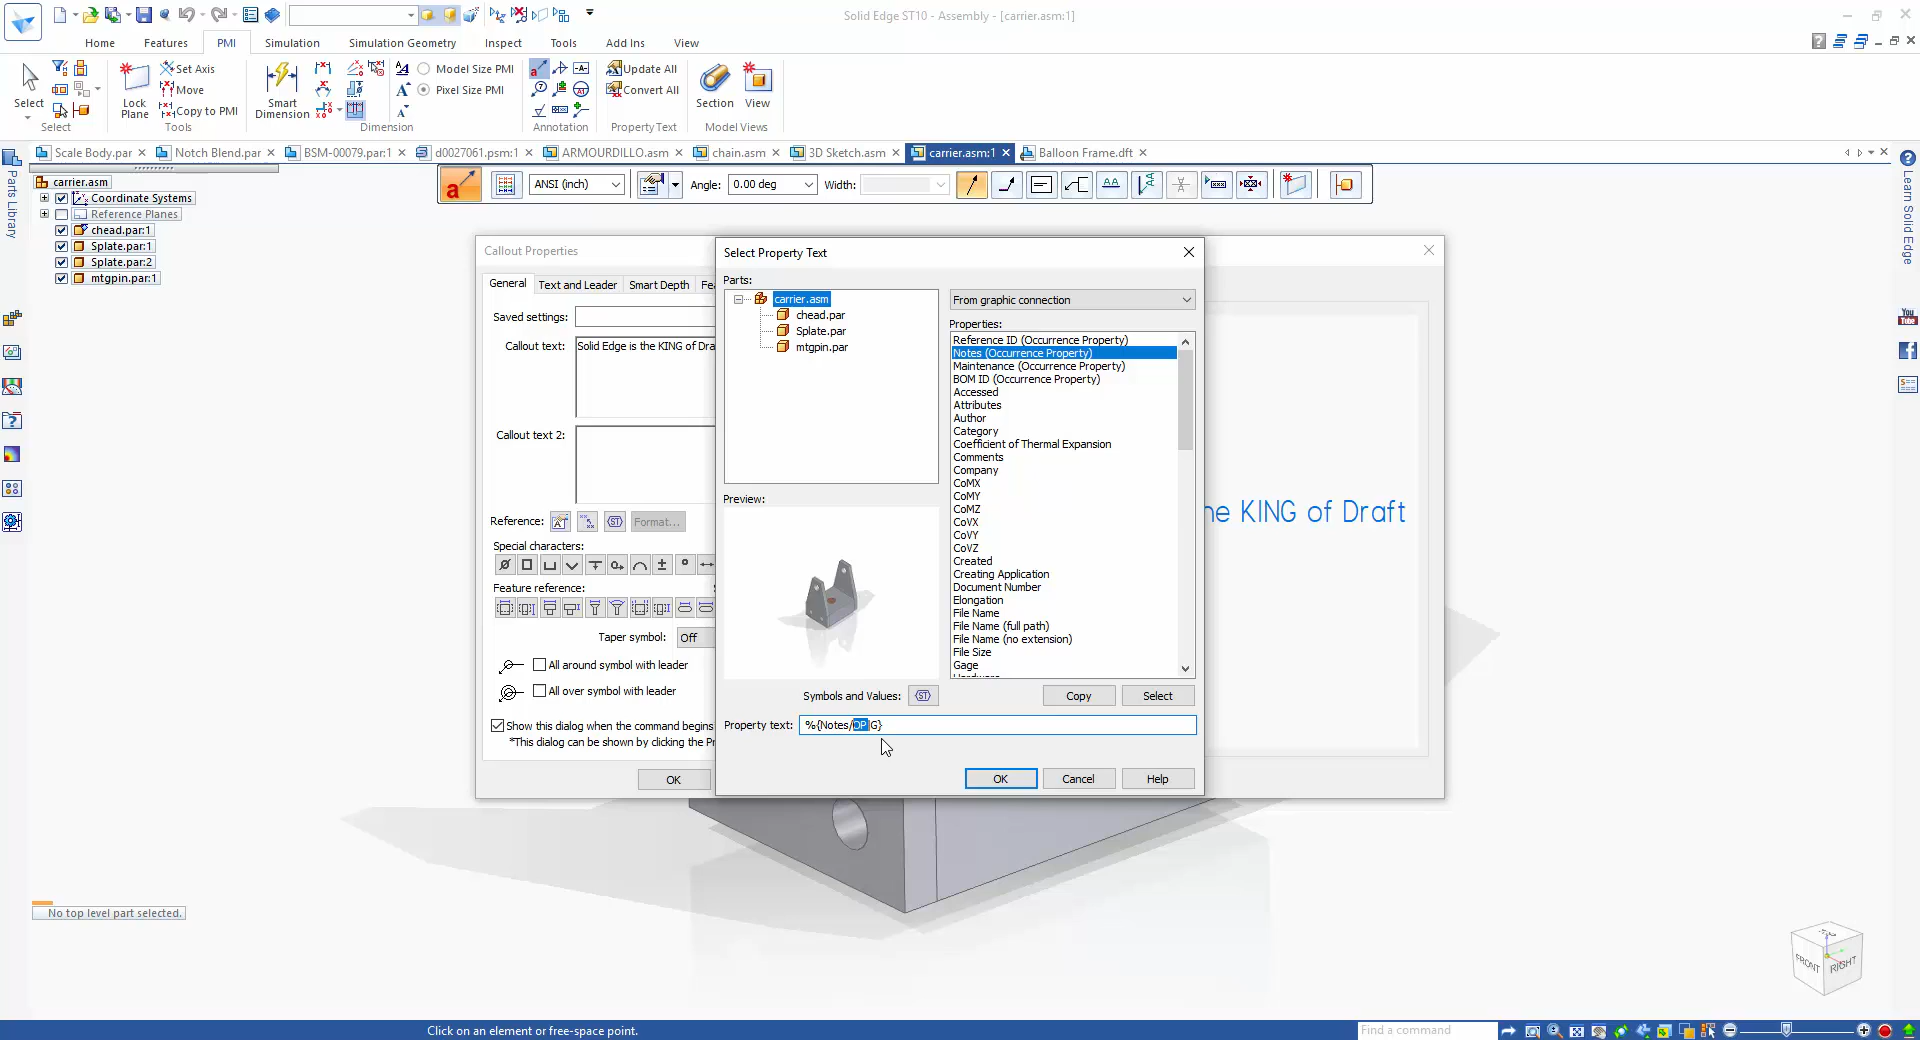 Solid Edge ST10 - Assembly - [carrier.asm:1]
Home Features PMI Simulation Simulation Geometry Inspect Tools Add Ins View
Select
Select
Lock Plane
Set Axis
Move
Copy to PMI
Tools
Smart Dimension
Model Size PMI
Pixel Size PMI
Dimension
Annotation
Update All
Convert All
Property Text
Section
View
Model Views
Scale Body.par Notch Blend.par BSM-00079.par:1 d0027061.psm:1 ARMOURDILLO.asm chain.asm 3D Sketch.asm carrier.asm:1 Balloon Frame.dft
ANSI (inch) Angle: 0.00 deg Width:
Parts Library
Learn Solid Edge
You Tube
carrier.asm
Coordinate Systems
Reference Planes
chead.par:1
Splate.par:1
Splate.par:2
mtgpin.par:1
Callout Properties
General Text and Leader Smart Depth Fea
Saved settings:
Callout text: Solid Edge is the KING of Dra
Callout text 2:
Reference: Format...
Special characters:
Feature reference:
Taper symbol: Off
All around symbol with leader
All over symbol with leader
Show this dialog when the command begins
*This dialog can be shown by clicking the Pr
OK
Select Property Text
Parts:
carrier.asm
chead.par
Splate.par
mtgpin.par
Preview:
From graphic connection
Properties:
Reference ID (Occurrence Property)
Notes (Occurrence Property)
Maintenance (Occurrence Property)
BOM ID (Occurrence Property)
Accessed
Attributes
Author
Category
Coefficient of Thermal Expansion
Comments
Company
CoMX
CoMY
CoMZ
CoVX
CoVY
CoVZ
Created
Creating Application
Document Number
Elongation
File Name
File Name (full path)
File Name (no extension)
File Size
Gage
Symbols and Values: Copy Select
Property text: %{Notes/OP|G}
OK Cancel Help
he KING of Draft
No top level part selected.
FRONT RIGHT
Click on an element or free-space point.
Find a command